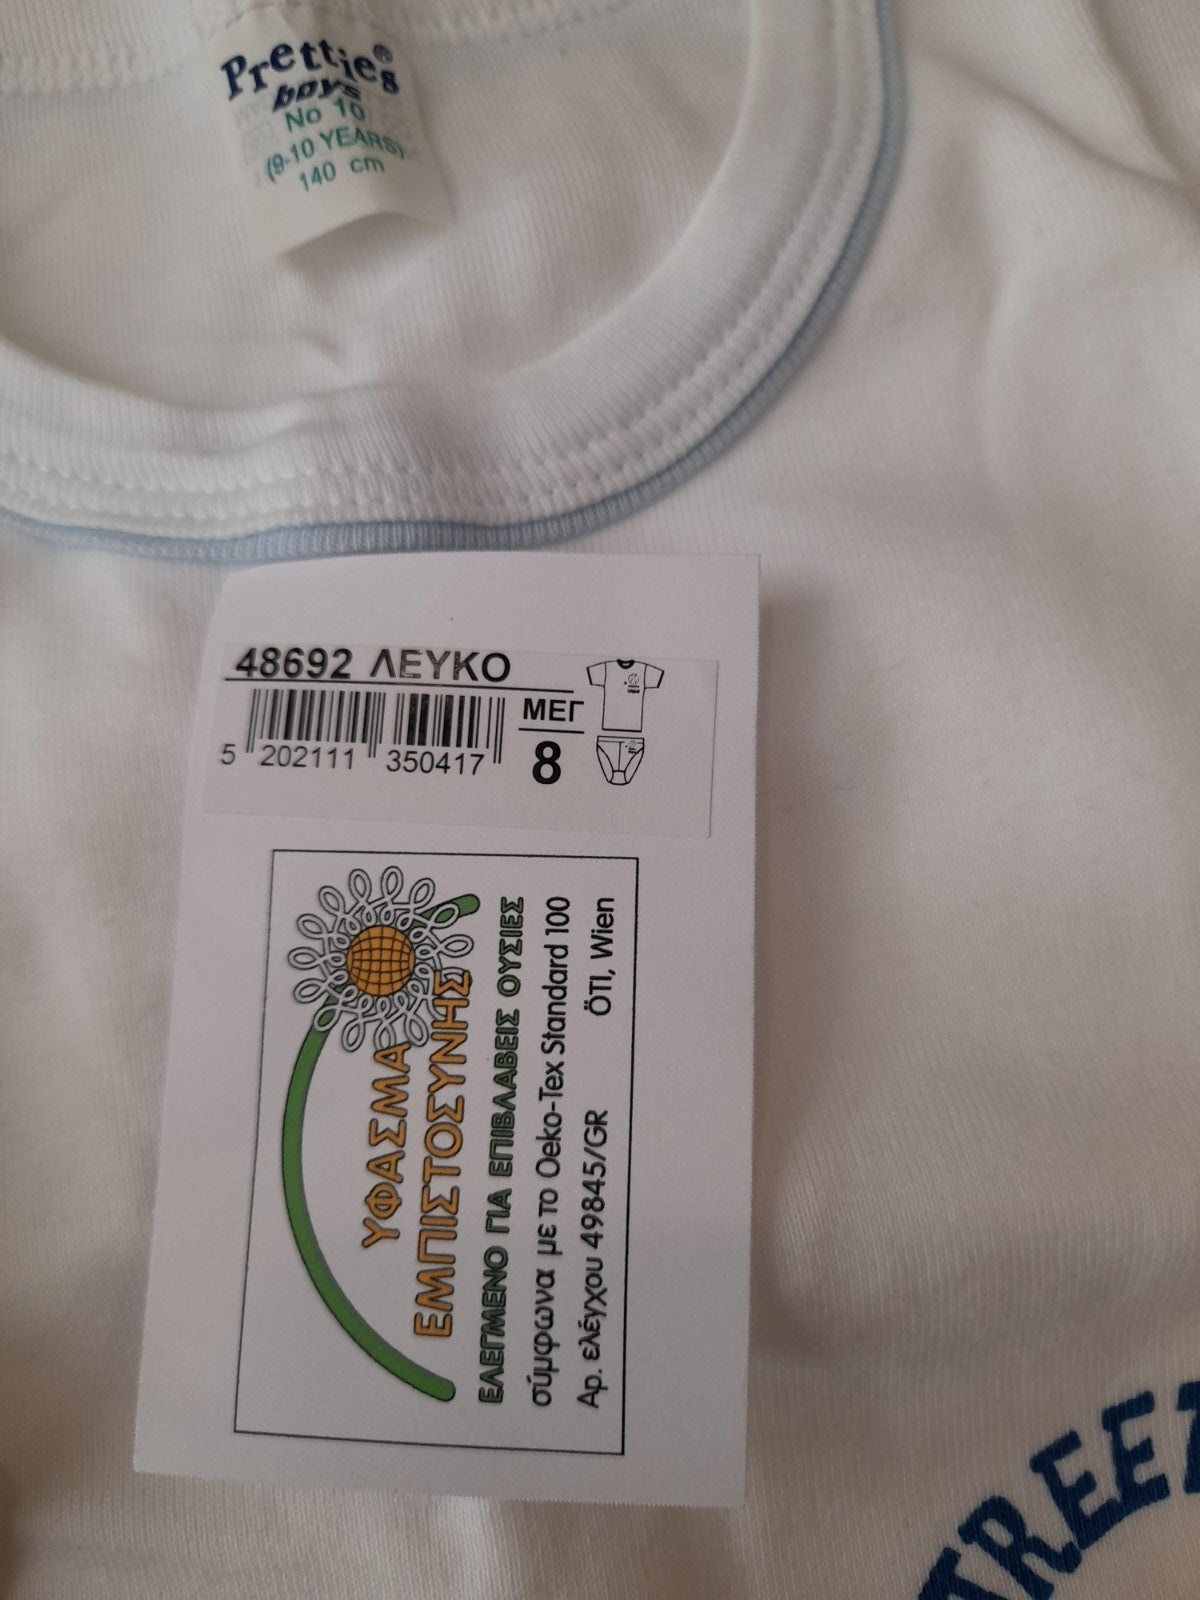 Pretties®
boys
No 10
(9-10 YEARS)
140 cm
48692 ΛΕΥΚΟ
5 202111 350417
ΜΕΓ
8
ΥΦΑΣΜΑ
ΕΜΠΙΣΤΟΣΥΝΗΣ
ΕΛΕΓΜΕΝΟ ΓΙΑ ΕΠΙΒΛΑΒΕΙΣ ΟΥΣΙΕΣ
σύμφωνα με το Oeko-Tex Standard 100
Αρ. ελέγχου 49845/GR ÖTI, Wien